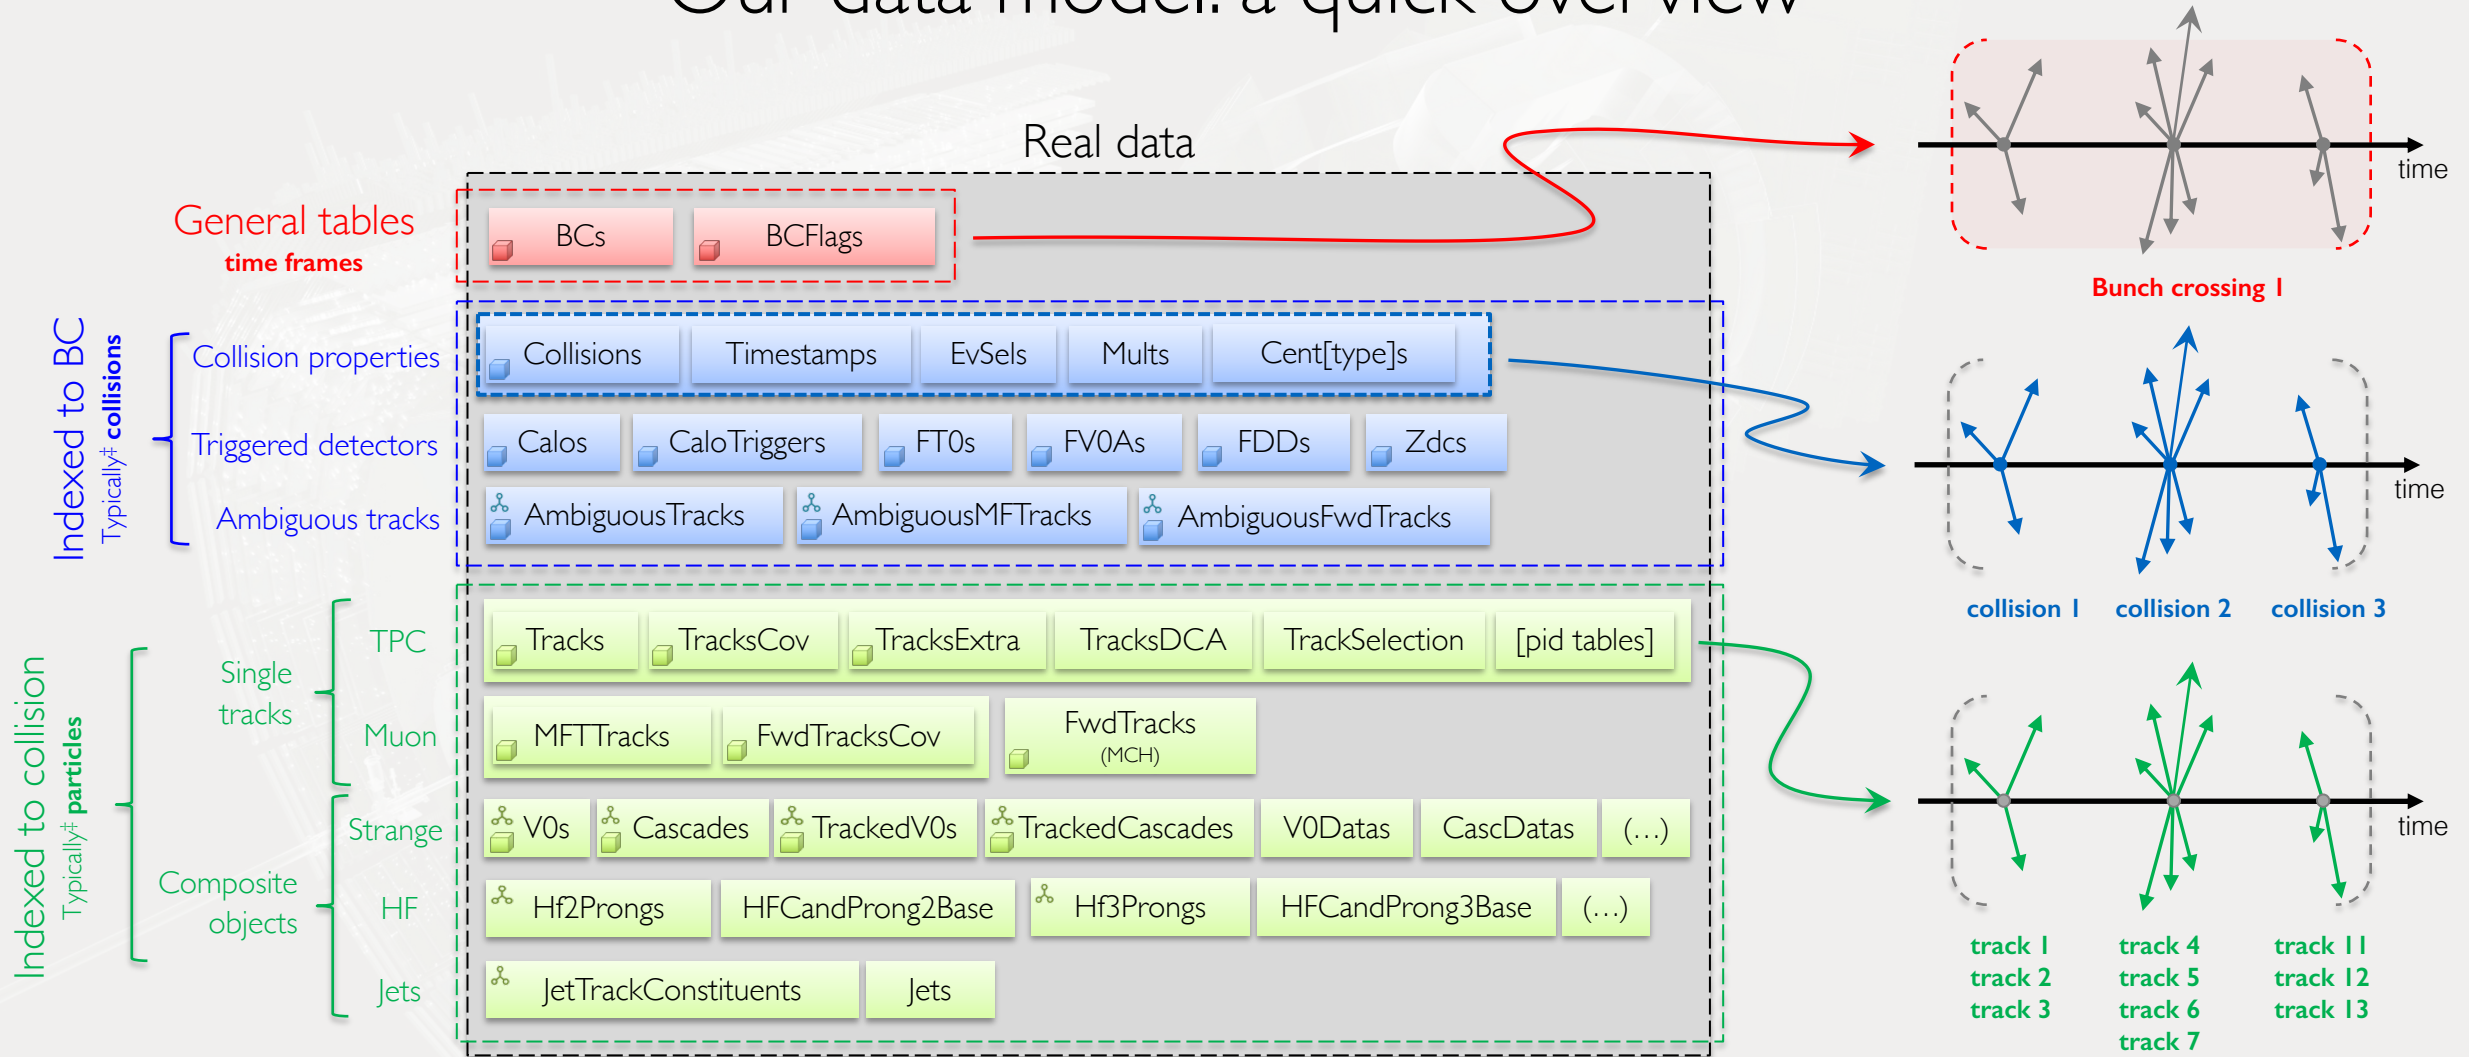 Our data model: a quick overview
Real data
General tables
time frames
BCs
BCFlags
time
Bunch crossing 1
Indexed to BC
Typically‡ collisions
Collision properties
Collisions
Timestamps
EvSels
Mults
Cent[type]s
Triggered detectors
Calos
CaloTriggers
FT0s
FV0As
FDDs
Zdcs
Ambiguous tracks
AmbiguousTracks
AmbiguousMFTracks
AmbiguousFwdTracks
time
collision 1
collision 2
collision 3
Indexed to collision
Typically‡ particles
Single
tracks
TPC
Tracks
TracksCov
TracksExtra
TracksDCA
TrackSelection
[pid tables]
Muon
MFTTracks
FwdTracksCov
FwdTracks
(MCH)
Composite
objects
Strange
V0s
Cascades
TrackedV0s
TrackedCascades
V0Datas
CascDatas
(...)
HF
Hf2Prongs
HFCandProng2Base
Hf3Prongs
HFCandProng3Base
(...)
Jets
JetTrackConstituents
Jets
time
track 1
track 2
track 3
track 4
track 5
track 6
track 7
track 11
track 12
track 13